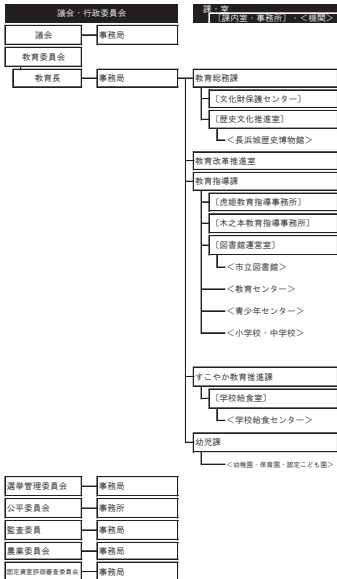 議会・行政委員会
課・室
〔課内室・事務所〕・＜機関＞
議会 事務局
教育委員会
教育長 事務局 教育総務課
〔文化財保護センター〕
〔歴史文化推進室〕
＜長浜城歴史博物館＞
教育改革推進室
教育指導課
〔虎姫教育指導事務所〕
〔木之本教育指導事務所〕
〔図書館運営室〕
＜市立図書館＞
＜教育センター＞
＜青少年センター＞
＜小学校・中学校＞
すこやか教育推進課
〔学校給食室〕
＜学校給食センター＞
幼児課
＜幼稚園・保育園・認定こども園＞
選挙管理委員会 事務局
公平委員会 事務所
監査委員 事務局
農業委員会 事務局
固定資産評価審査委員会 事務局